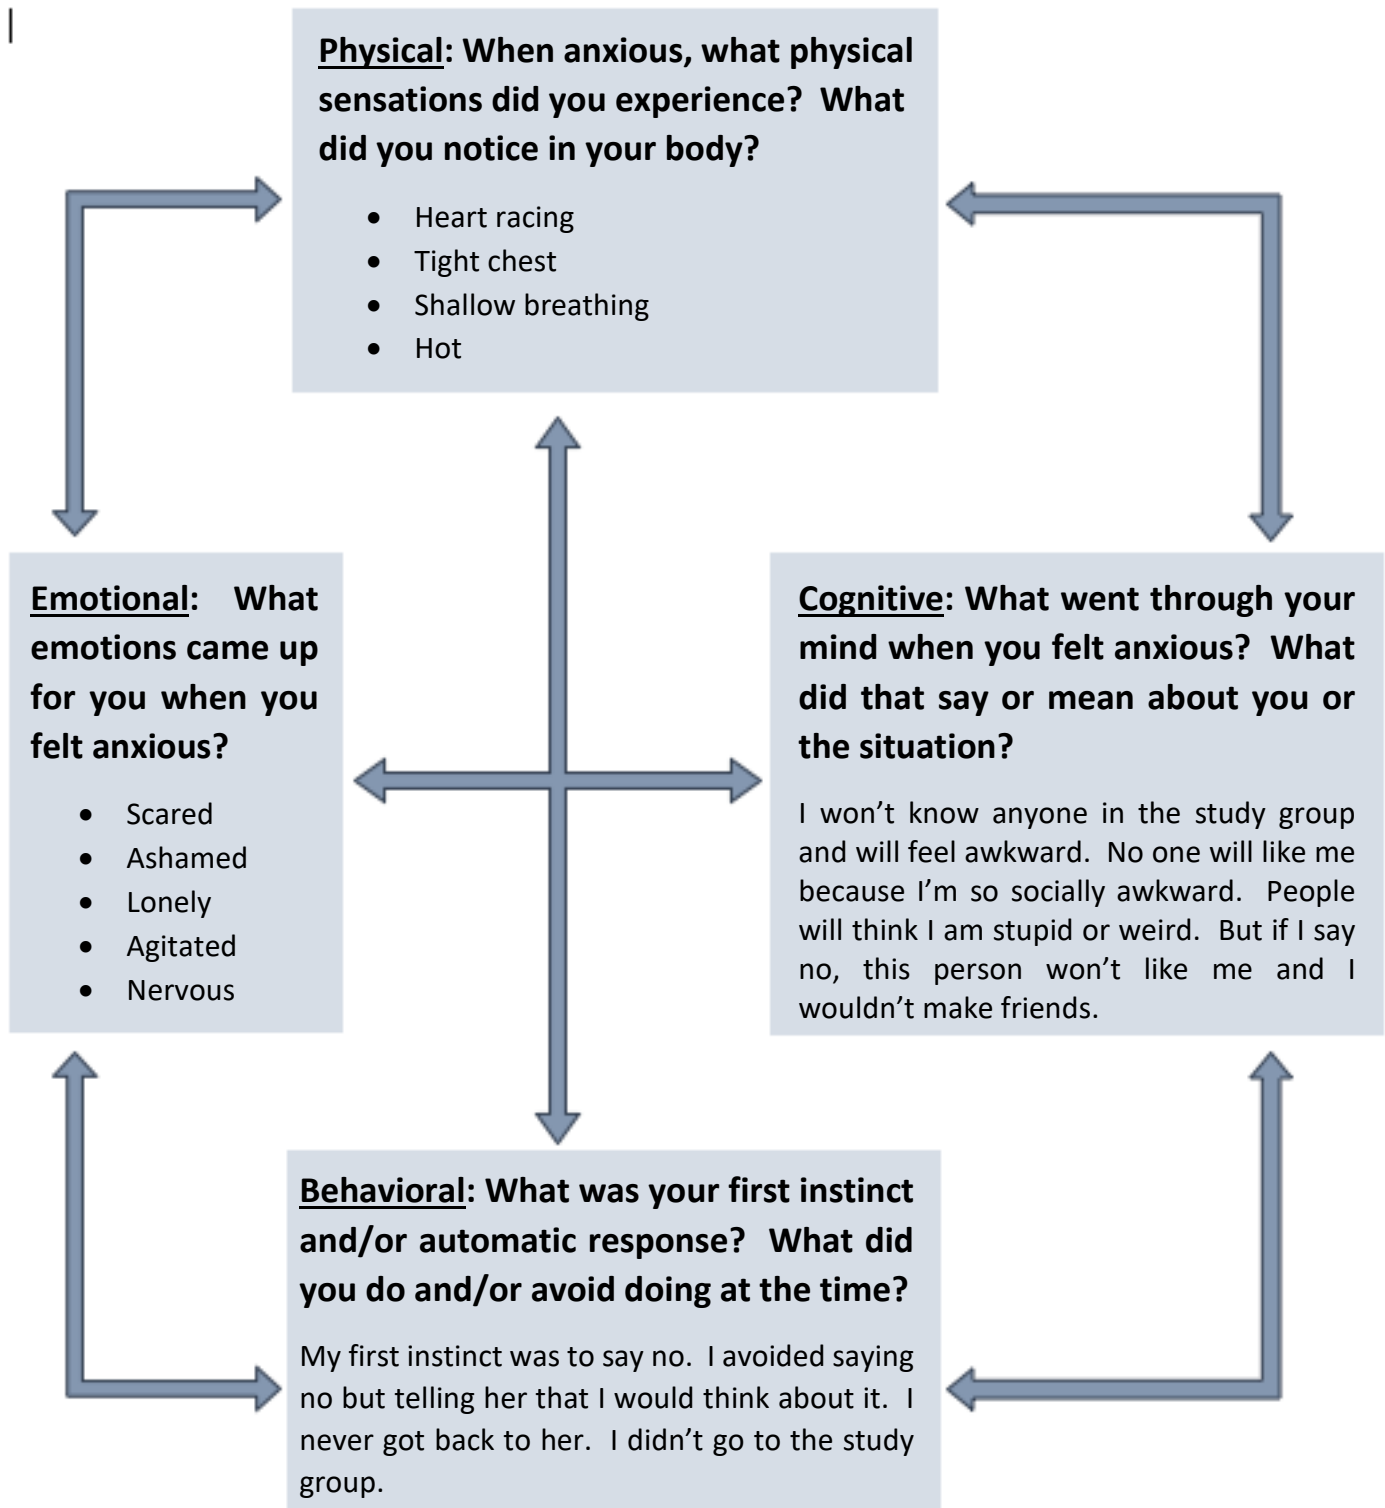 Physical: When anxious, what physical
sensations did you experience? What
did you notice in your body?
• Heart racing
• Tight chest
• Shallow breathing
• Hot
Emotional: What
emotions came up
for you when you
felt anxious?
• Scared
• Ashamed
• Lonely
• Agitated
• Nervous
Cognitive: What went through your
mind when you felt anxious? What
did that say or mean about you or
the situation?
I won’t know anyone in the study group
and will feel awkward. No one will like me
because I’m so socially awkward. People
will think I am stupid or weird. But if I say
no, this person won’t like me and I
wouldn’t make friends.
Behavioral: What was your first instinct
and/or automatic response? What did
you do and/or avoid doing at the time?
My first instinct was to say no. I avoided saying
no but telling her that I would think about it. I
never got back to her. I didn’t go to the study
group.